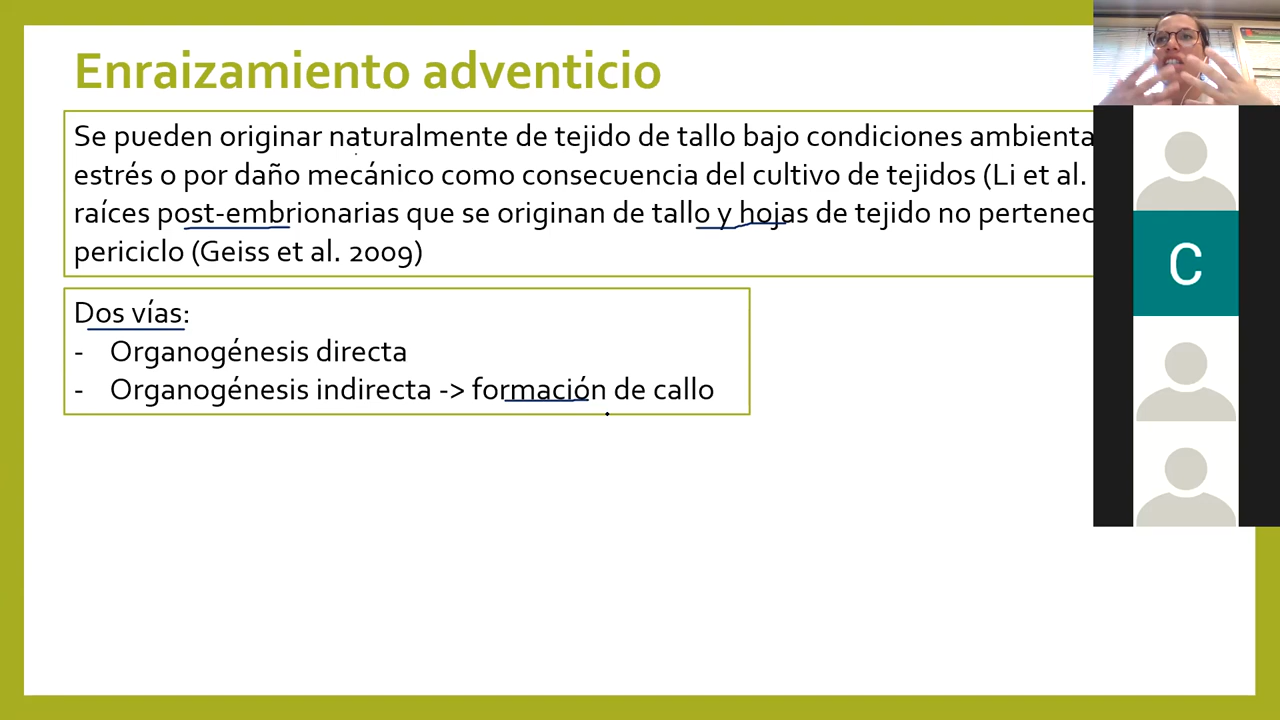 Enraizamiento adventicio
Se pueden originar naturalmente de tejido de tallo bajo condiciones ambienta
estrés o por daño mecánico como consecuencia del cultivo de tejidos (Li et al.
raíces post-embrionarias que se originan de tallo y hojas de tejido no pertenec
periciclo (Geiss et al. 2009)
Dos vías:
- Organogénesis directa
- Organogénesis indirecta -> formación de callo
C